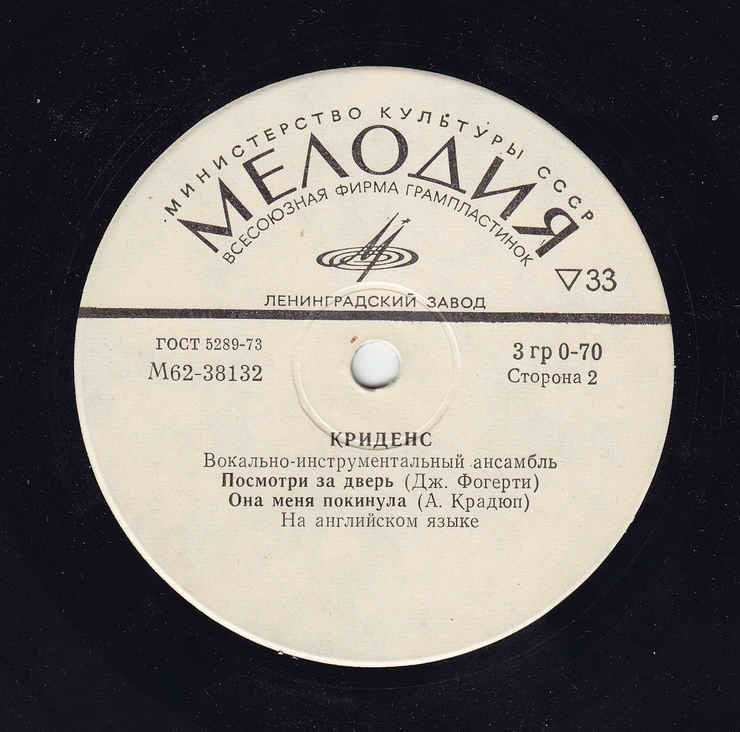 МИНИСТЕРСТВО КУЛЬТУРЫ СССР
МЕЛОДИЯ
ВСЕСОЮЗНАЯ ФИРМА ГРАМПЛАСТИНОК
▽33
ЛЕНИНГРАДСКИЙ ЗАВОД
ГОСТ 5289-73
3 гр 0-70
М62-38132
Сторона 2
КРИДЕНС
Вокально-инструментальный ансамбль
Посмотри за дверь (Дж. Фогерти)
Она меня покинула (А. Крадюп)
На английском языке